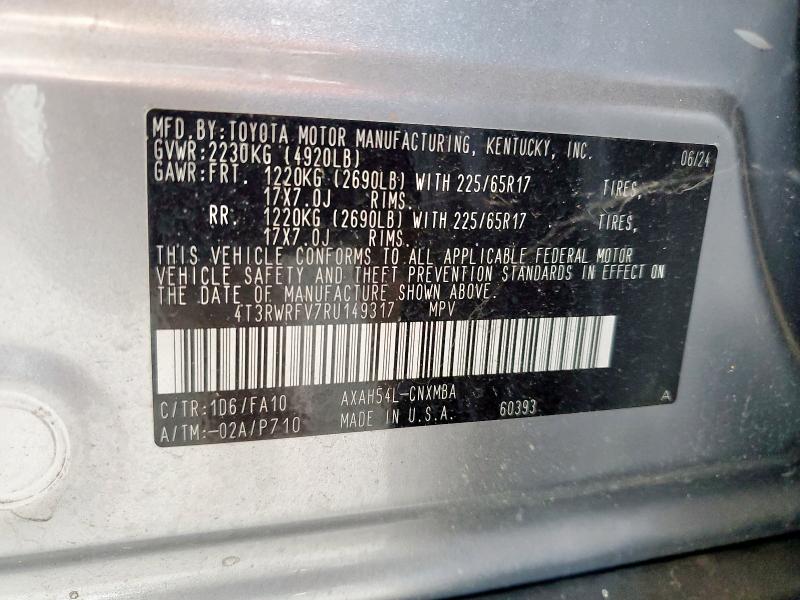 MFD.BY:TOYOTA MOTOR MANUFACTURING, KENTUCKY, INC. 06/24
GVWR:2230KG (4920LB)
GAWR:FRT. 1220KG (2690LB) WITH 225/65R17 TIRES,
17X7.0J RIMS.
RR. 1220KG (2690LB) WITH 225/65R17 TIRES,
17X7.0J RIMS.
THIS VEHICLE CONFORMS TO ALL APPLICABLE FEDERAL MOTOR
VEHICLE SAFETY AND THEFT PREVENTION STANDARDS IN EFFECT ON
THE DATE OF MANUFACTURE SHOWN ABOVE.
4T3RWRFV7RU149317 MPV
C/TR:1D6/FA10 AXAH54L-CNXMBA A
A/TM:-02A/P710 MADE IN U.S.A. 60393